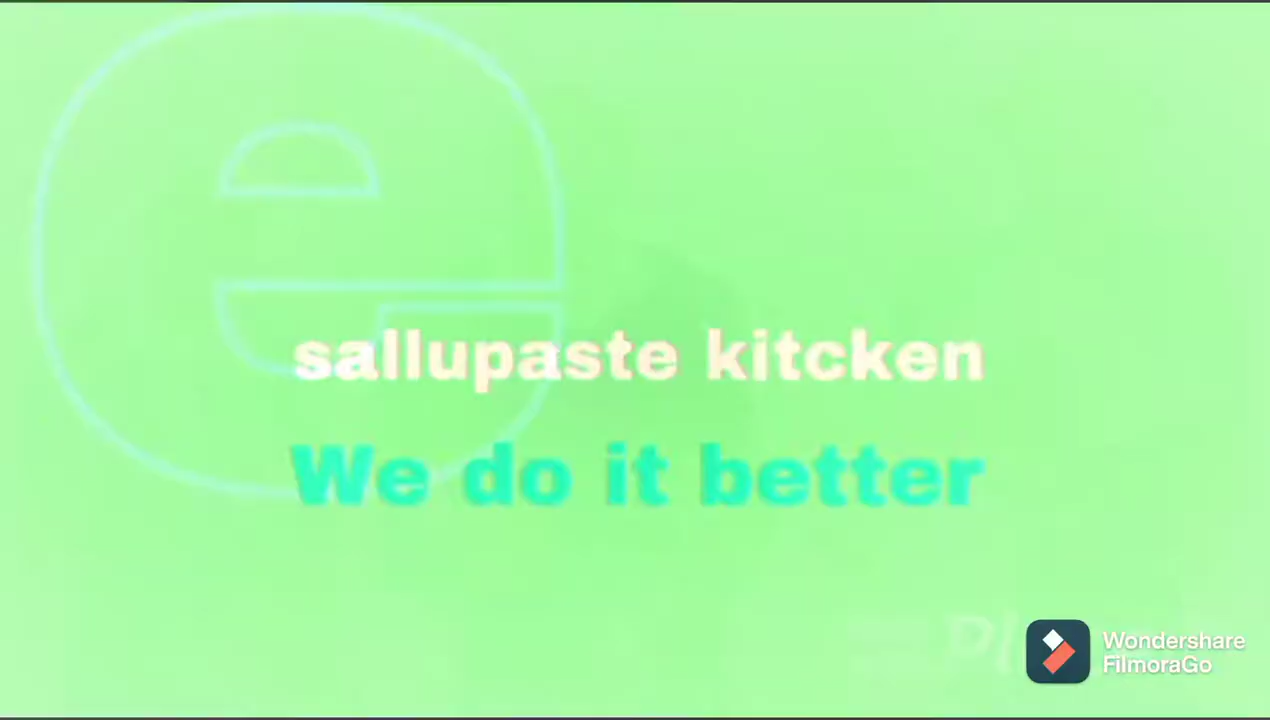 e
sallupaste kitcken
We do it better
Wondershare
FilmoraGo